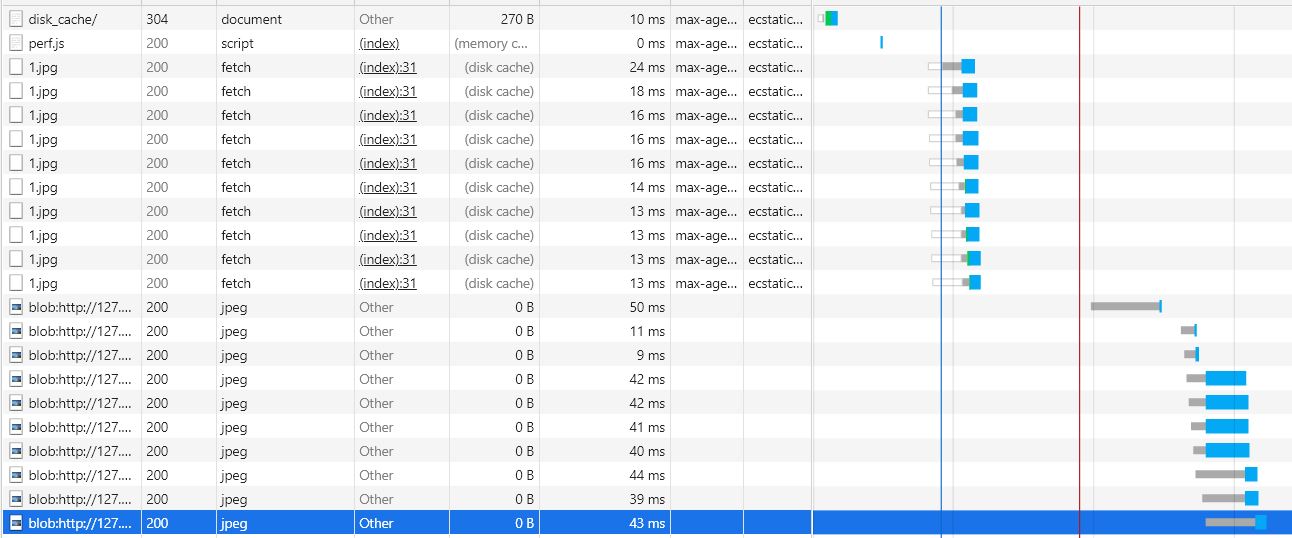 disk_cache/ 304 document Other 270 B 10 ms max-age... ecstatic...
perf.js 200 script (index) (memory c... 0 ms max-age... ecstatic...
1.jpg 200 fetch (index):31 (disk cache) 24 ms max-age... ecstatic...
1.jpg 200 fetch (index):31 (disk cache) 18 ms max-age... ecstatic...
1.jpg 200 fetch (index):31 (disk cache) 16 ms max-age... ecstatic...
1.jpg 200 fetch (index):31 (disk cache) 16 ms max-age... ecstatic...
1.jpg 200 fetch (index):31 (disk cache) 16 ms max-age... ecstatic...
1.jpg 200 fetch (index):31 (disk cache) 14 ms max-age... ecstatic...
1.jpg 200 fetch (index):31 (disk cache) 13 ms max-age... ecstatic...
1.jpg 200 fetch (index):31 (disk cache) 13 ms max-age... ecstatic...
1.jpg 200 fetch (index):31 (disk cache) 13 ms max-age... ecstatic...
1.jpg 200 fetch (index):31 (disk cache) 13 ms max-age... ecstatic...
blob:http://127.... 200 jpeg Other 0 B 50 ms
blob:http://127.... 200 jpeg Other 0 B 11 ms
blob:http://127.... 200 jpeg Other 0 B 9 ms
blob:http://127.... 200 jpeg Other 0 B 42 ms
blob:http://127.... 200 jpeg Other 0 B 42 ms
blob:http://127.... 200 jpeg Other 0 B 41 ms
blob:http://127.... 200 jpeg Other 0 B 40 ms
blob:http://127.... 200 jpeg Other 0 B 44 ms
blob:http://127.... 200 jpeg Other 0 B 39 ms
blob:http://127.... 200 jpeg Other 0 B 43 ms